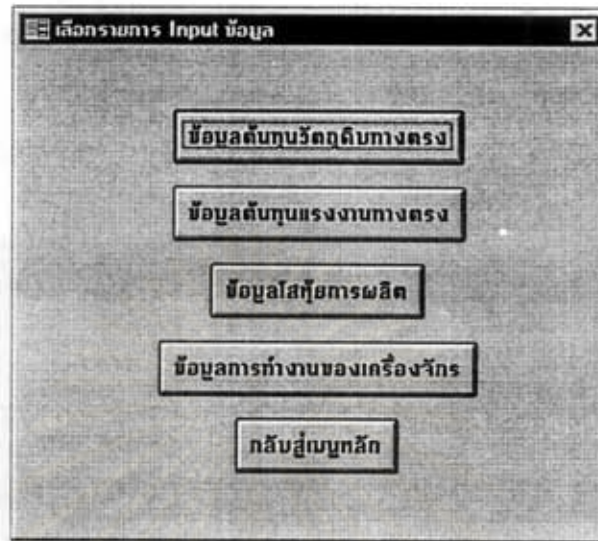 เลือกรายการ Input ข้อมูล
ข้อมูลต้นทุนวัตถุดิบทางตรง
ข้อมูลต้นทุนแรงงานทางตรง
ข้อมูลโสหุ้ยการผลิต
ข้อมูลการทำงานของเครื่องจักร
กลับสู่เมนูหลัก